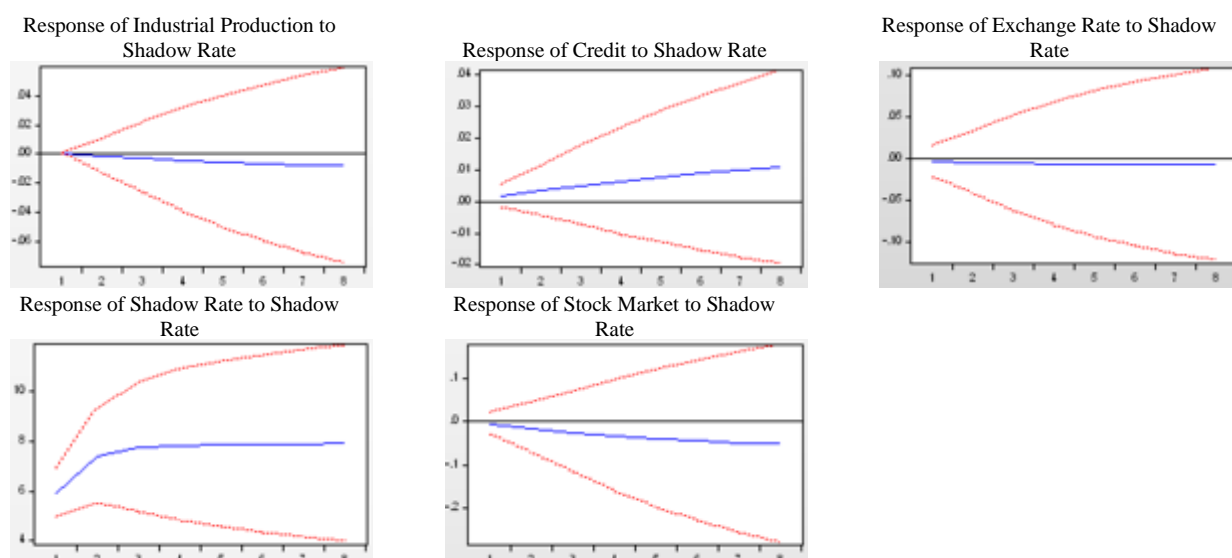 Response of Industrial Production to
Shadow Rate
Response of Credit to Shadow Rate
Response of Exchange Rate to Shadow
Rate
.04
.02
.00
-.02
-.04
-.06
1 2 3 4 5 6 7 8
.04
.03
.02
.01
.00
-.01
-.02
1 2 3 4 5 6 7 8
.10
.05
.00
-.05
-.10
1 2 3 4 5 6 7 8
Response of Shadow Rate to Shadow
Rate
Response of Stock Market to Shadow
Rate
10
8
6
4
.1
.0
-.1
-.2